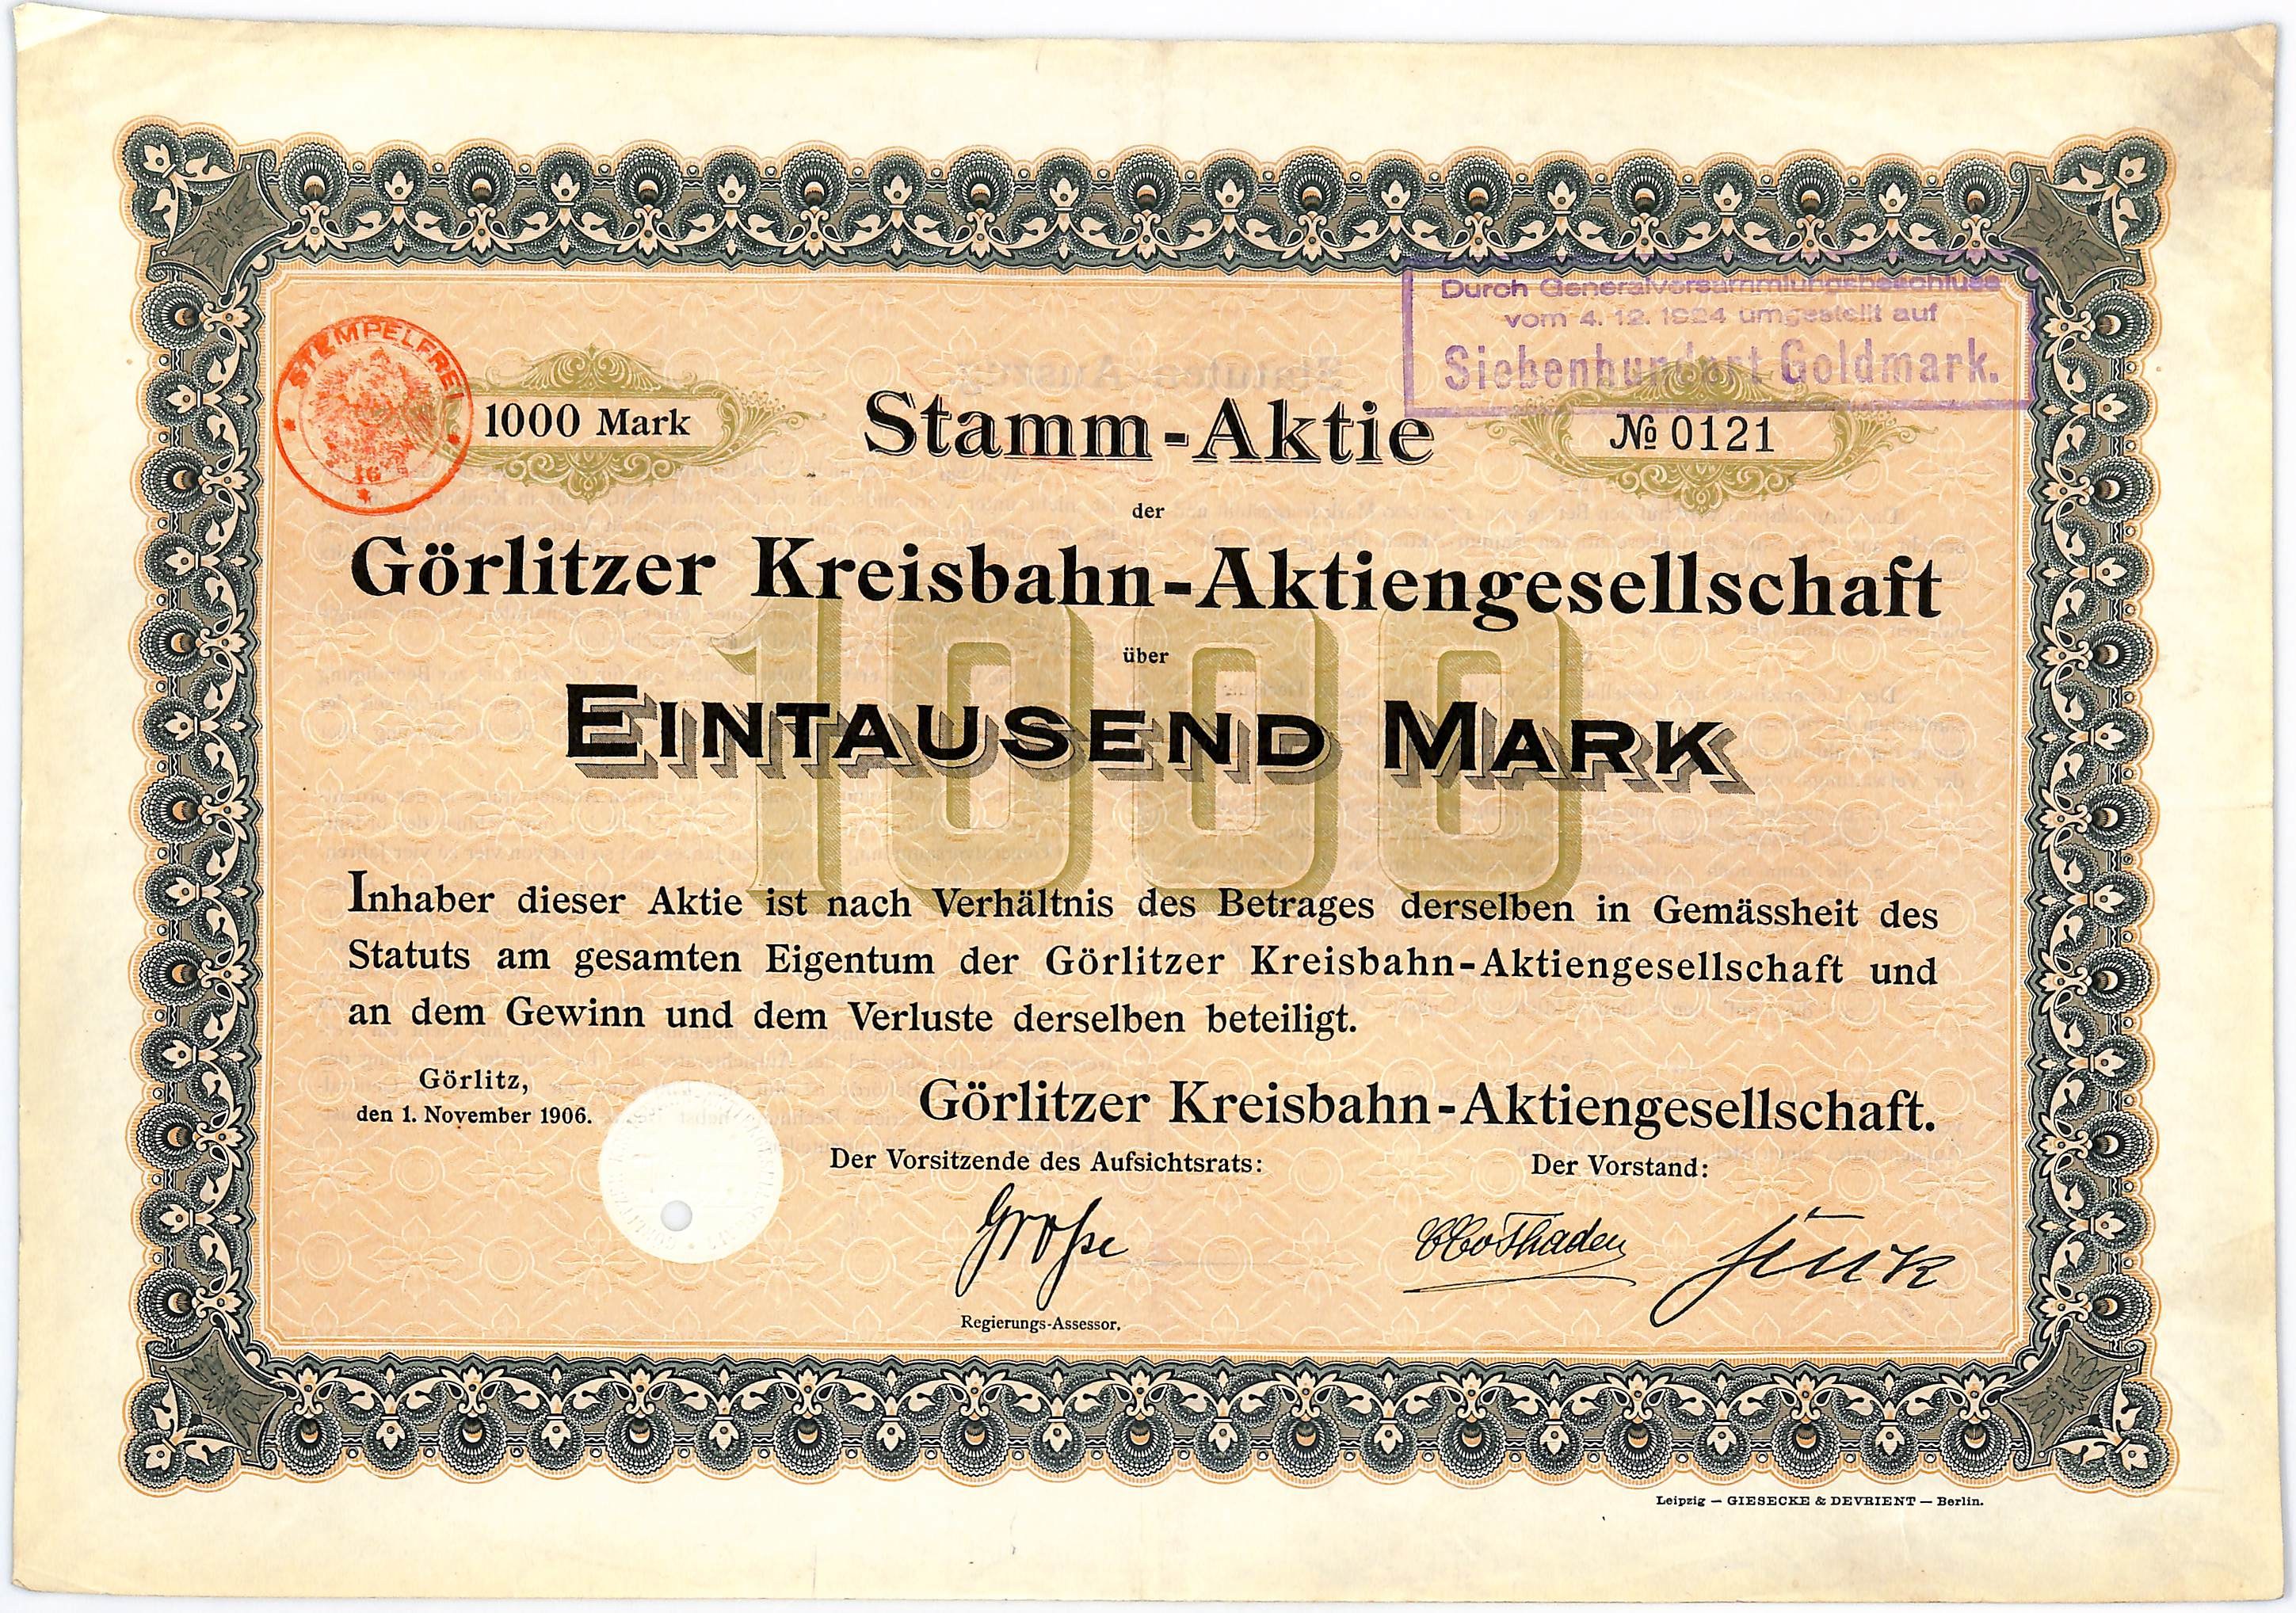 Durch Generalversammlungsbeschluss
vom 4. 12. 1924 umgestellt auf
Siebenhundert Goldmark.
STEMPELFREI
16
1000 Mark
Stamm-Aktie
№ 0121
der
Görlitzer Kreisbahn-Aktiengesellschaft
1000
über
EINTAUSEND MARK
Inhaber dieser Aktie ist nach Verhältnis des Betrages derselben in Gemässheit des
Statuts am gesamten Eigentum der Görlitzer Kreisbahn-Aktiengesellschaft und
an dem Gewinn und dem Verluste derselben beteiligt.
Görlitz,
den 1. November 1906.
Görlitzer Kreisbahn-Aktiengesellschaft.
Der Vorsitzende des Aufsichtsrats:
Der Vorstand:
Große
Thaden
Regierungs-Assessor.
Leipzig — GIESECKE & DEVRIENT — Berlin.